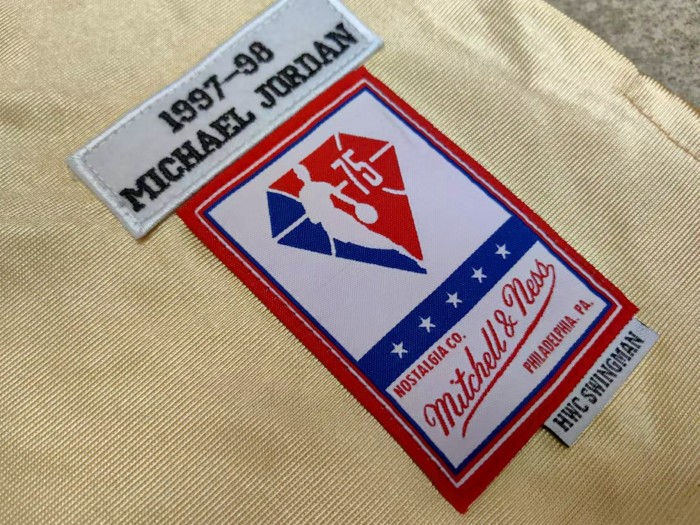 1997-98
MICHAEL JORDAN
75
NOSTALGIA CO.
Mitchell & Ness
PHILADELPHIA, PA.
HWC SWINGMAN